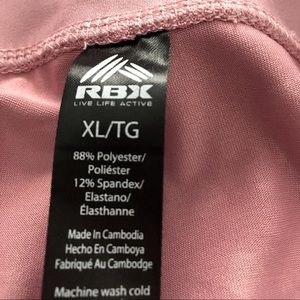 RBX
LIVE LIFE ACTIVE
XL/TG
88% Polyester/
Poliéster
12% Spandex/
Elastano/
Élasthanne
Made In Cambodia
Hecho En Camboya
Fabriqué Au Cambodge
Machine wash cold